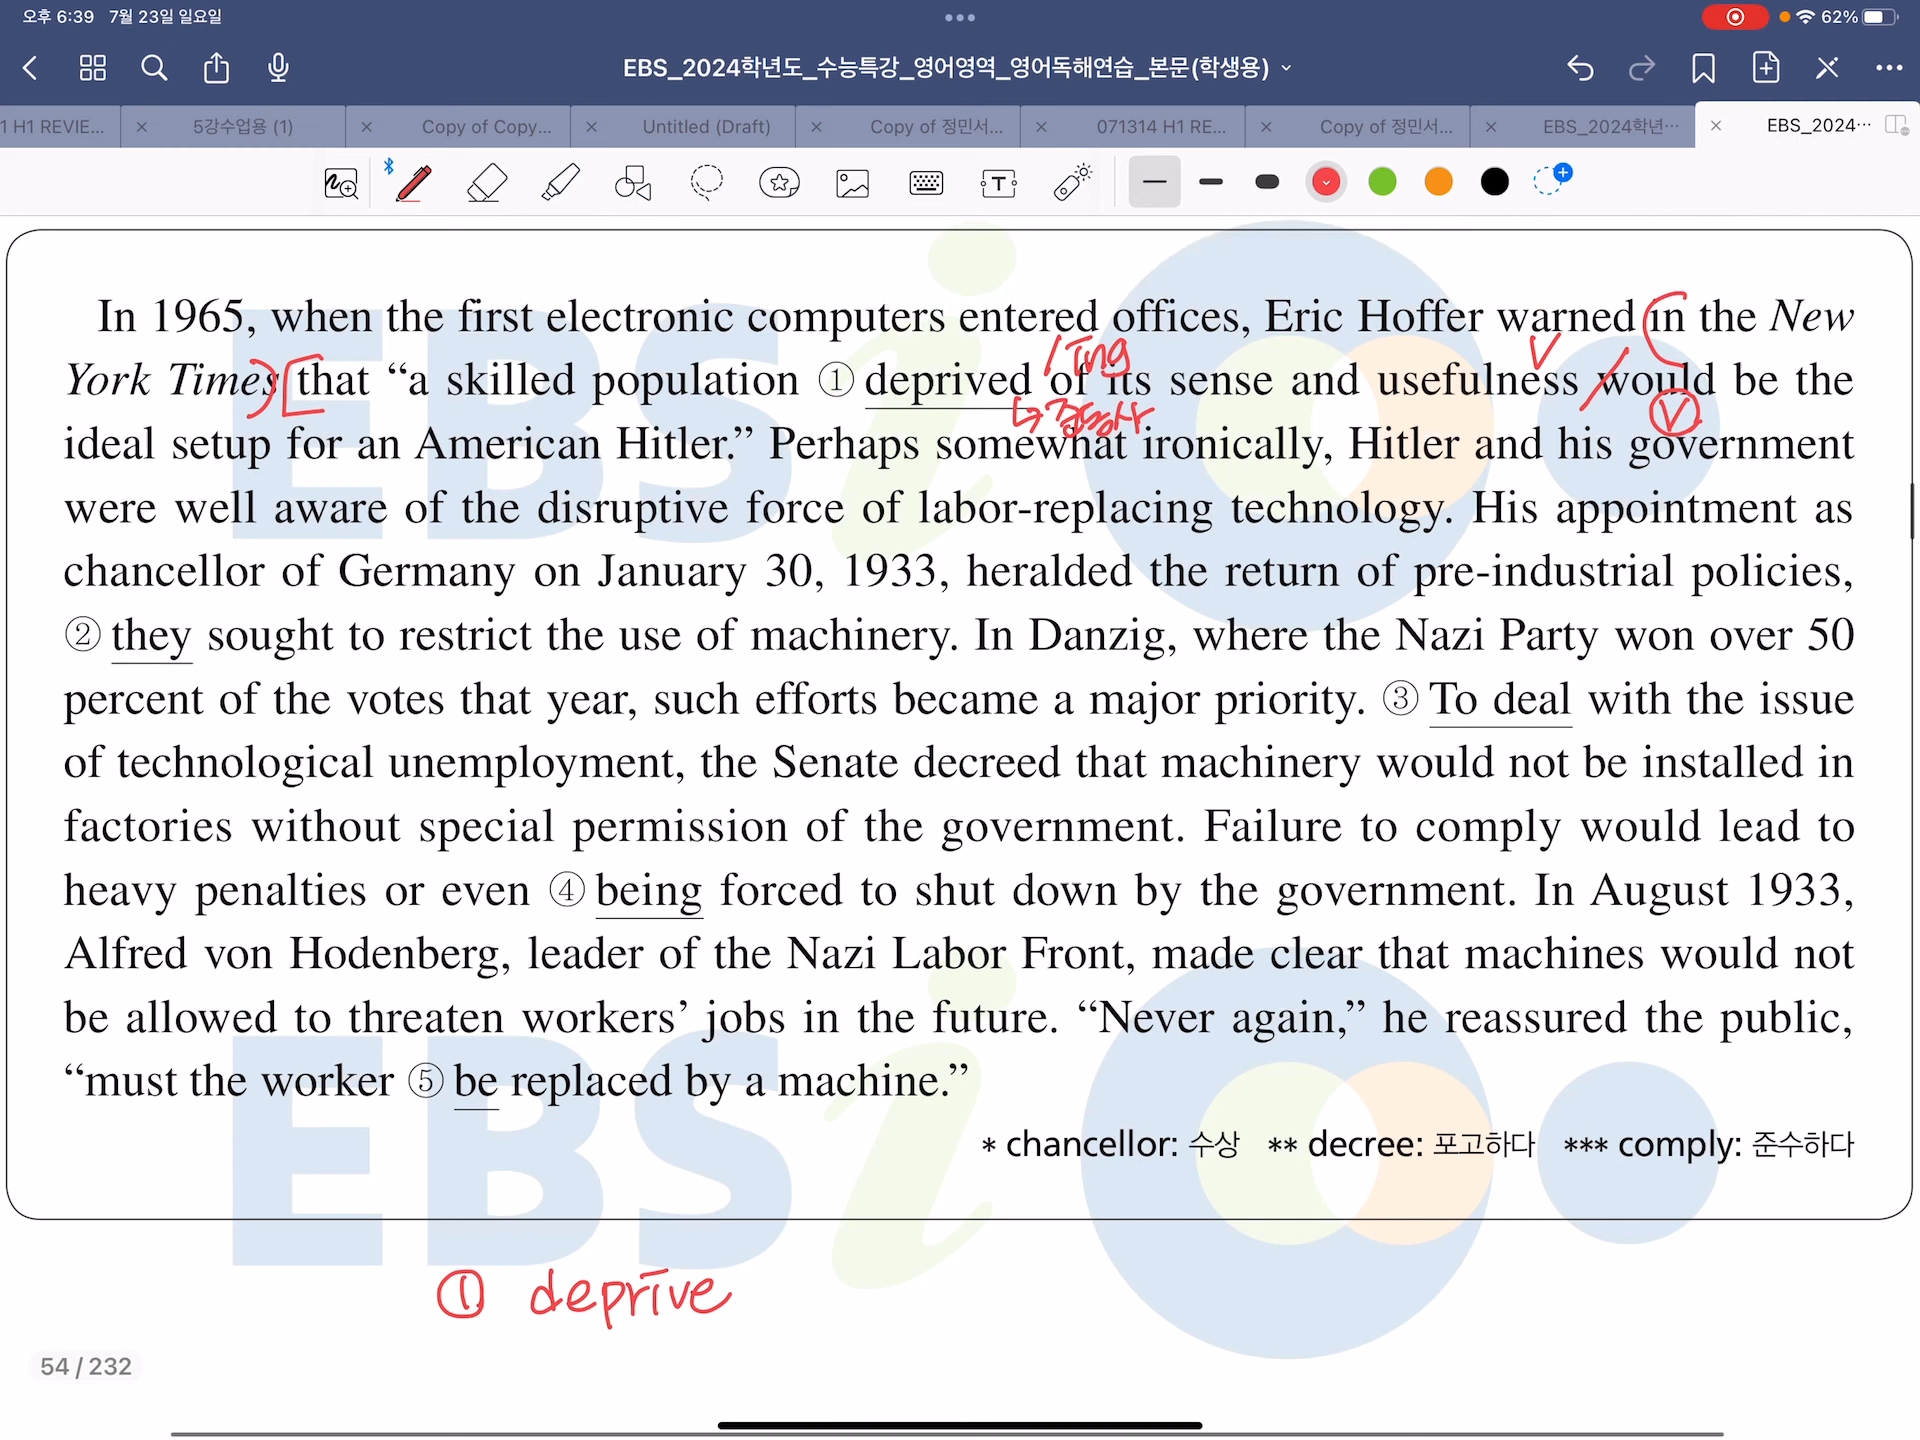 오후 6:39 7월 23일 일요일
62%
EBS_2024학년도_수능특강_영어영역_영어독해연습_본문(학생용)
1 H1 REVIE...
5강수업용 (1)
Copy of Copy...
Untitled (Draft)
Copy of 정민서...
071314 H1 RE...
Copy of 정민서...
EBS_2024학년...
EBS_2024...
In 1965, when the first electronic computers entered offices, Eric Hoffer warned in the New
/ ing V
York Times that “a skilled population ① deprived of its sense and usefulness would be the
V
ideal setup for an American Hitler.” Perhaps somewhat ironically, Hitler and his government
were well aware of the disruptive force of labor-replacing technology. His appointment as
chancellor of Germany on January 30, 1933, heralded the return of pre-industrial policies,
② they sought to restrict the use of machinery. In Danzig, where the Nazi Party won over 50
percent of the votes that year, such efforts became a major priority. ③ To deal with the issue
of technological unemployment, the Senate decreed that machinery would not be installed in
factories without special permission of the government. Failure to comply would lead to
heavy penalties or even ④ being forced to shut down by the government. In August 1933,
Alfred von Hodenberg, leader of the Nazi Labor Front, made clear that machines would not
be allowed to threaten workers’ jobs in the future. “Never again,” he reassured the public,
“must the worker ⑤ be replaced by a machine.”
* chancellor: 수상 ** decree: 포고하다 *** comply: 준수하다
① deprive
54 / 232
EBSi
EBSi